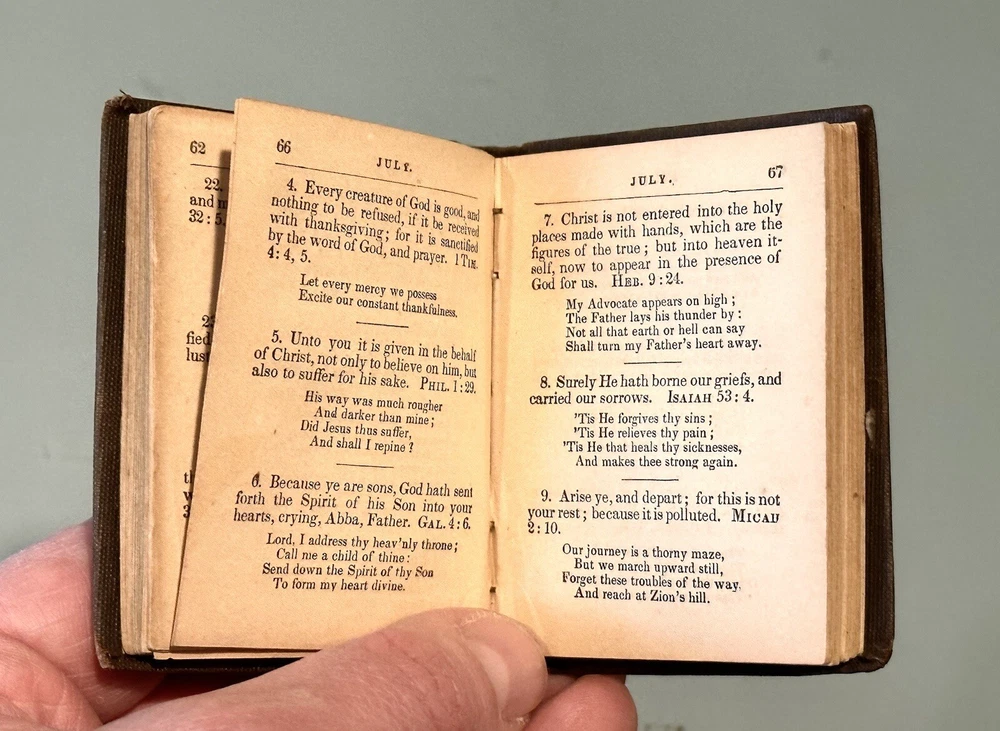 62
22.
and m
32 : 5.
fied
lust
66
JULY.
4. Every creature of God is good, and
nothing to be refused, if it be received
with thanksgiving; for it is sanctified
by the word of God, and prayer. 1 Tim.
4: 4, 5.
Let every mercy we possess
Excite our constant thankfulness.
5. Unto you it is given in the behalf
of Christ, not only to believe on him, but
also to suffer for his sake. Phil. 1: 29.
His way was much rougher
And darker than mine;
Did Jesus thus suffer,
And shall I repine?
6. Because ye are sons, God hath sent
forth the Spirit of his Son into your
hearts, crying, Abba, Father. Gal. 4: 6.
Lord, I address thy heav'nly throne;
Call me a child of thine:
Send down the Spirit of thy Son
To form my heart divine.
JULY.
67
7. Christ is not entered into the holy
places made with hands, which are the
figures of the true; but into heaven it-
self, now to appear in the presence of
God for us. Heb. 9: 24.
My Advocate appears on high;
The Father lays his thunder by:
Not all that earth or hell can say
Shall turn my Father's heart away.
8. Surely He hath borne our griefs, and
carried our sorrows. Isaiah 53: 4.
'Tis He forgives thy sins;
'Tis He relieves thy pain;
'Tis He that heals thy sicknesses,
And makes thee strong again.
9. Arise ye, and depart; for this is not
your rest; because it is polluted. Micah
2: 10.
Our journey is a thorny maze,
But we march upward still,
Forget these troubles of the way,
And reach at Zion's hill.